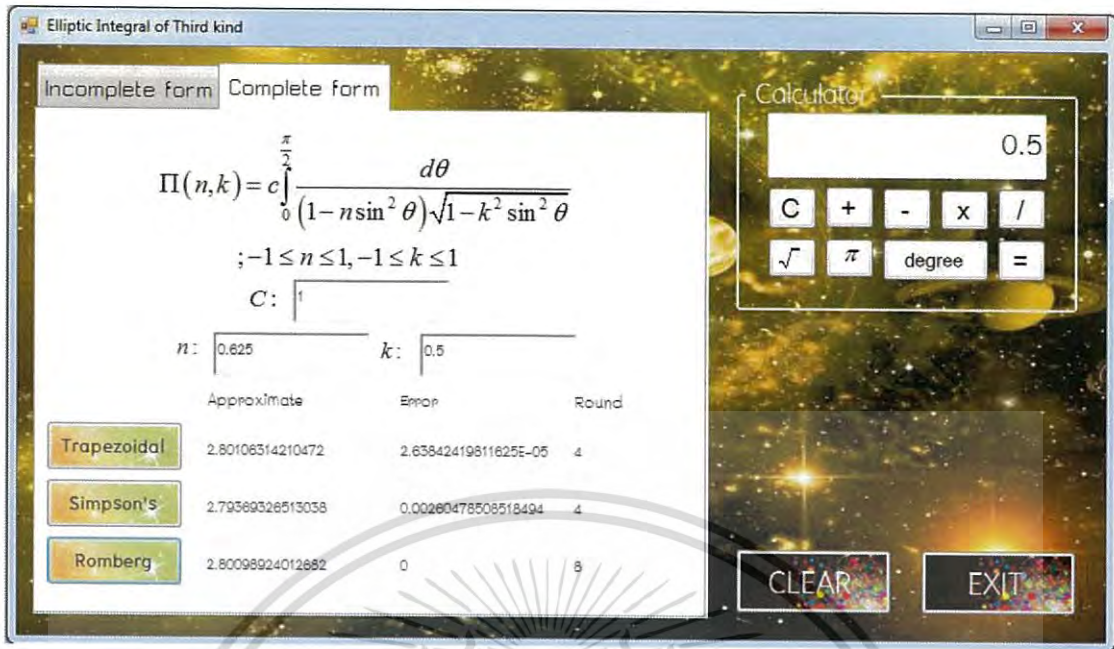 Elliptic Integral of Third kind
Incomplete form Complete form
Π(n,k) = c ∫₀^{π/2} dθ / ((1 − n sin² θ)√(1 − k² sin² θ))
; −1 ≤ n ≤ 1, −1 ≤ k ≤ 1
C: 1
n: 0.625 k: 0.5
Approximate Error Round
Trapezoidal 2.80106314210472 2.63842419811625E-05 4
Simpson's 2.79369326513038 0.00260478508518494 4
Romberg 2.80098924012682 0 8
Calculator
0.5
C + - x /
√ π degree =
CLEAR EXIT